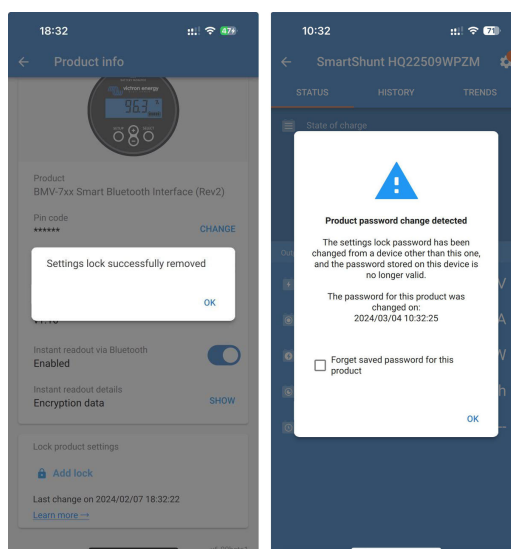 18:32
47
Product info
victron energy
96.3
Product
BMV-7xx Smart Bluetooth Interface (Rev2)
Pin code
******
CHANGE
Settings lock successfully removed
OK
Instant readout via Bluetooth
Enabled
Instant readout details
Encryption data
SHOW
Lock product settings
Add lock
Last change on 2024/02/07 18:32:22
Learn more →
10:32
71
SmartShunt HQ22509WPZM
STATUS
HISTORY
TRENDS
State of charge
Product password change detected
The settings lock password has been
changed from a device other than this one,
and the password stored on this device is
no longer valid.
The password for this product was
changed on:
2024/03/04 10:32:25
Forget saved password for this
product
OK
V
A
W
h